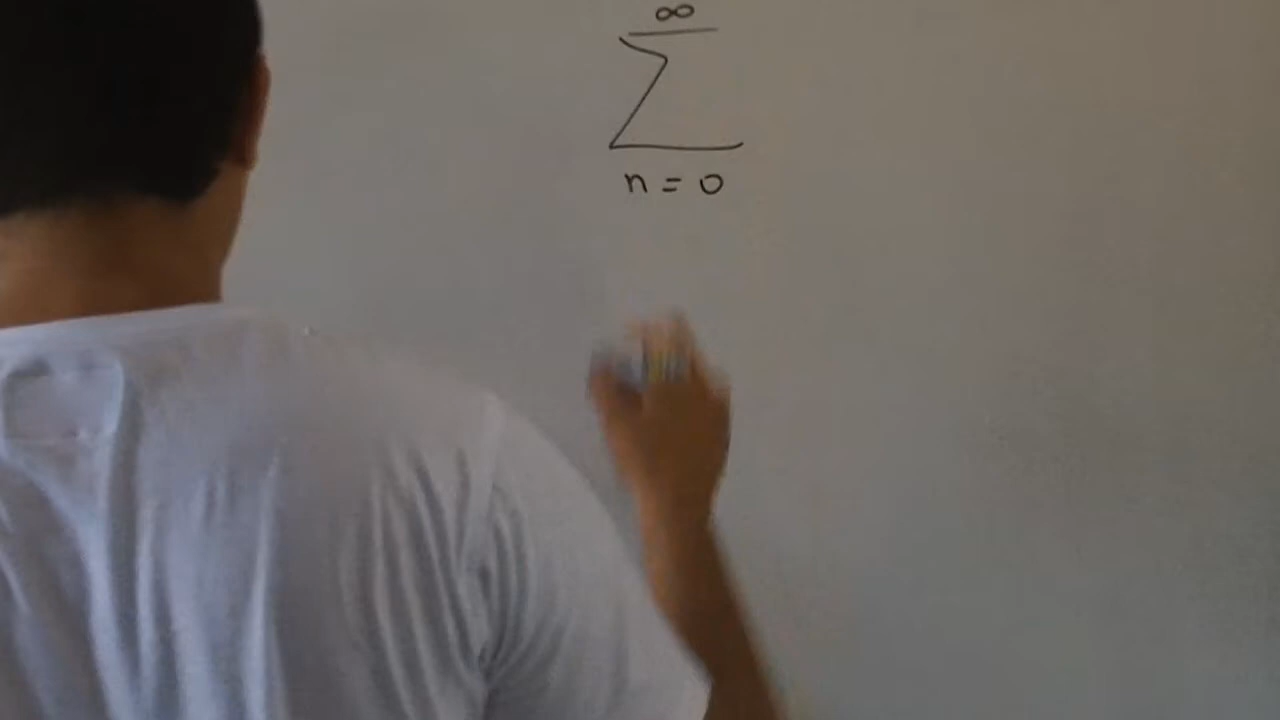 ∞
∑
n = 0